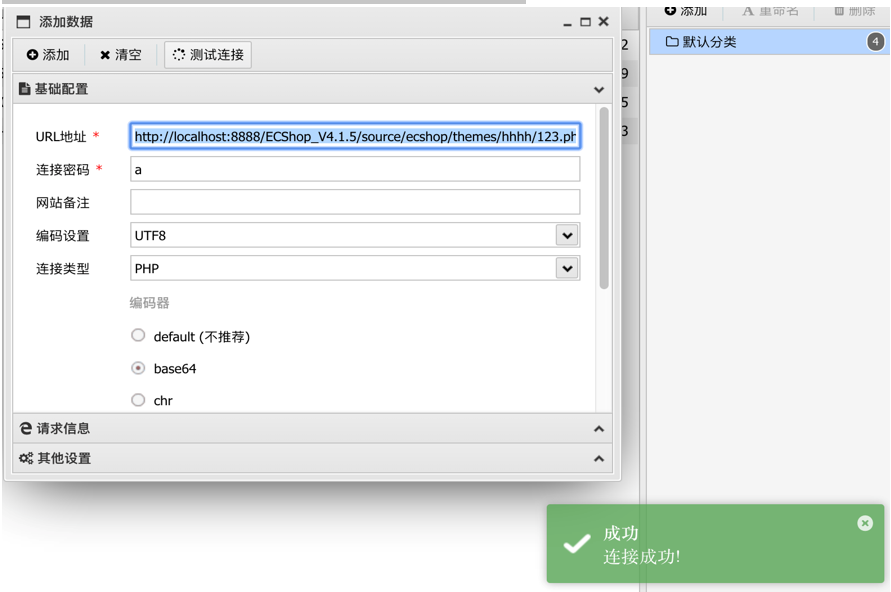 添加数据
添加 清空 测试连接
基础配置
URL地址 * http://localhost:8888/ECShop_V4.1.5/source/ecshop/themes/hhhh/123.ph
连接密码 * a
网站备注
编码设置 UTF8
连接类型 PHP
编码器
default (不推荐)
base64
chr
请求信息
其他设置
2
9
5
3
添加 A 重命名 删除
默认分类 4
成功
连接成功!